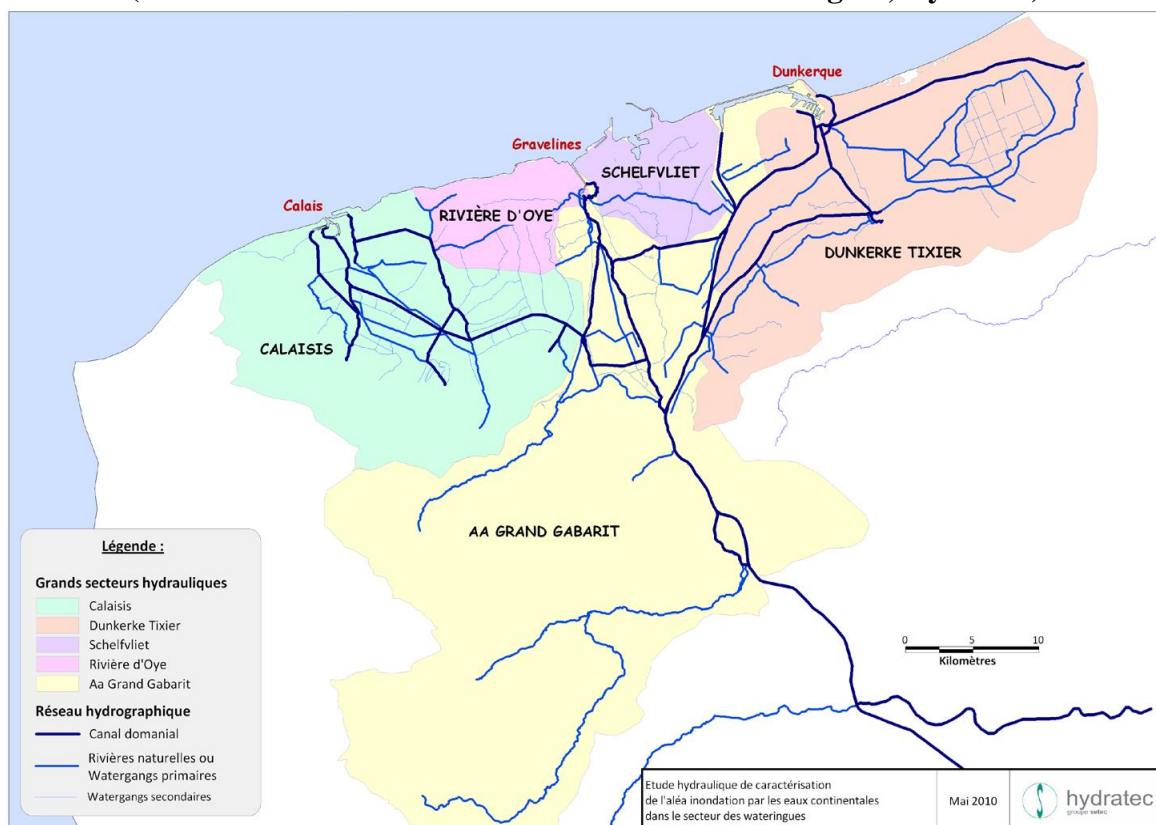 Dunkerque
Gravelines
SCHELFVLIET
Calais
RIVIÈRE D'OYE
DUNKERKE TIXIER
CALAISIS
AA GRAND GABARIT
Légende :
Grands secteurs hydrauliques
Calaisis
Dunkerke Tixier
Schelfvliet
Rivière d'Oye
Aa Grand Gabarit
Réseau hydrographique
Canal domanial
Rivières naturelles ou
Watergangs primaires
Watergangs secondaires
0 5 10
Kilomètres
Etude hydraulique de caractérisation
de l'aléa inondation par les eaux continentales
dans le secteur des wateringues
Mai 2010
hydratec
groupe setec